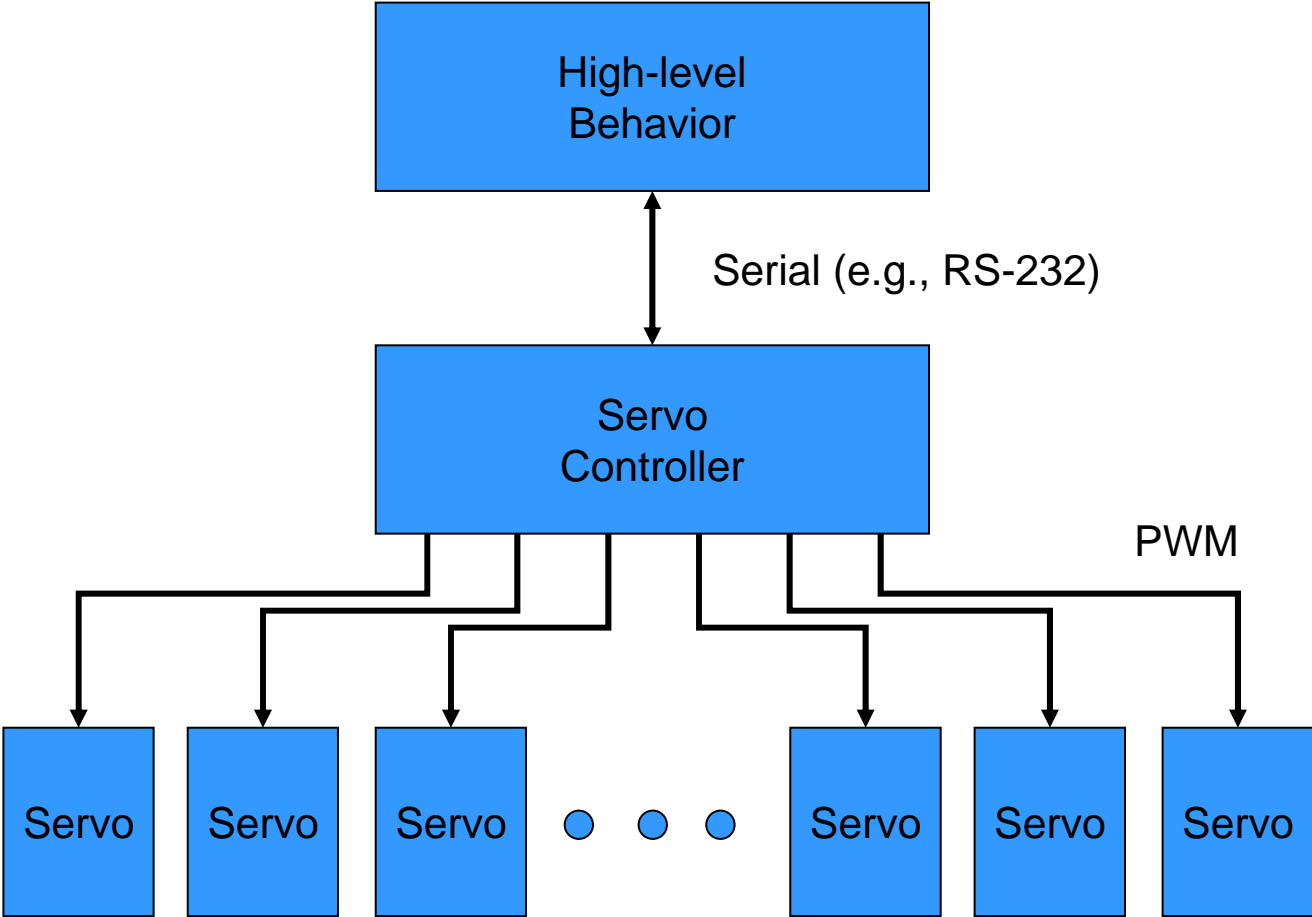 High-level
Behavior
Serial (e.g., RS-232)
Servo
Controller
PWM
Servo
Servo
Servo
Servo
Servo
Servo